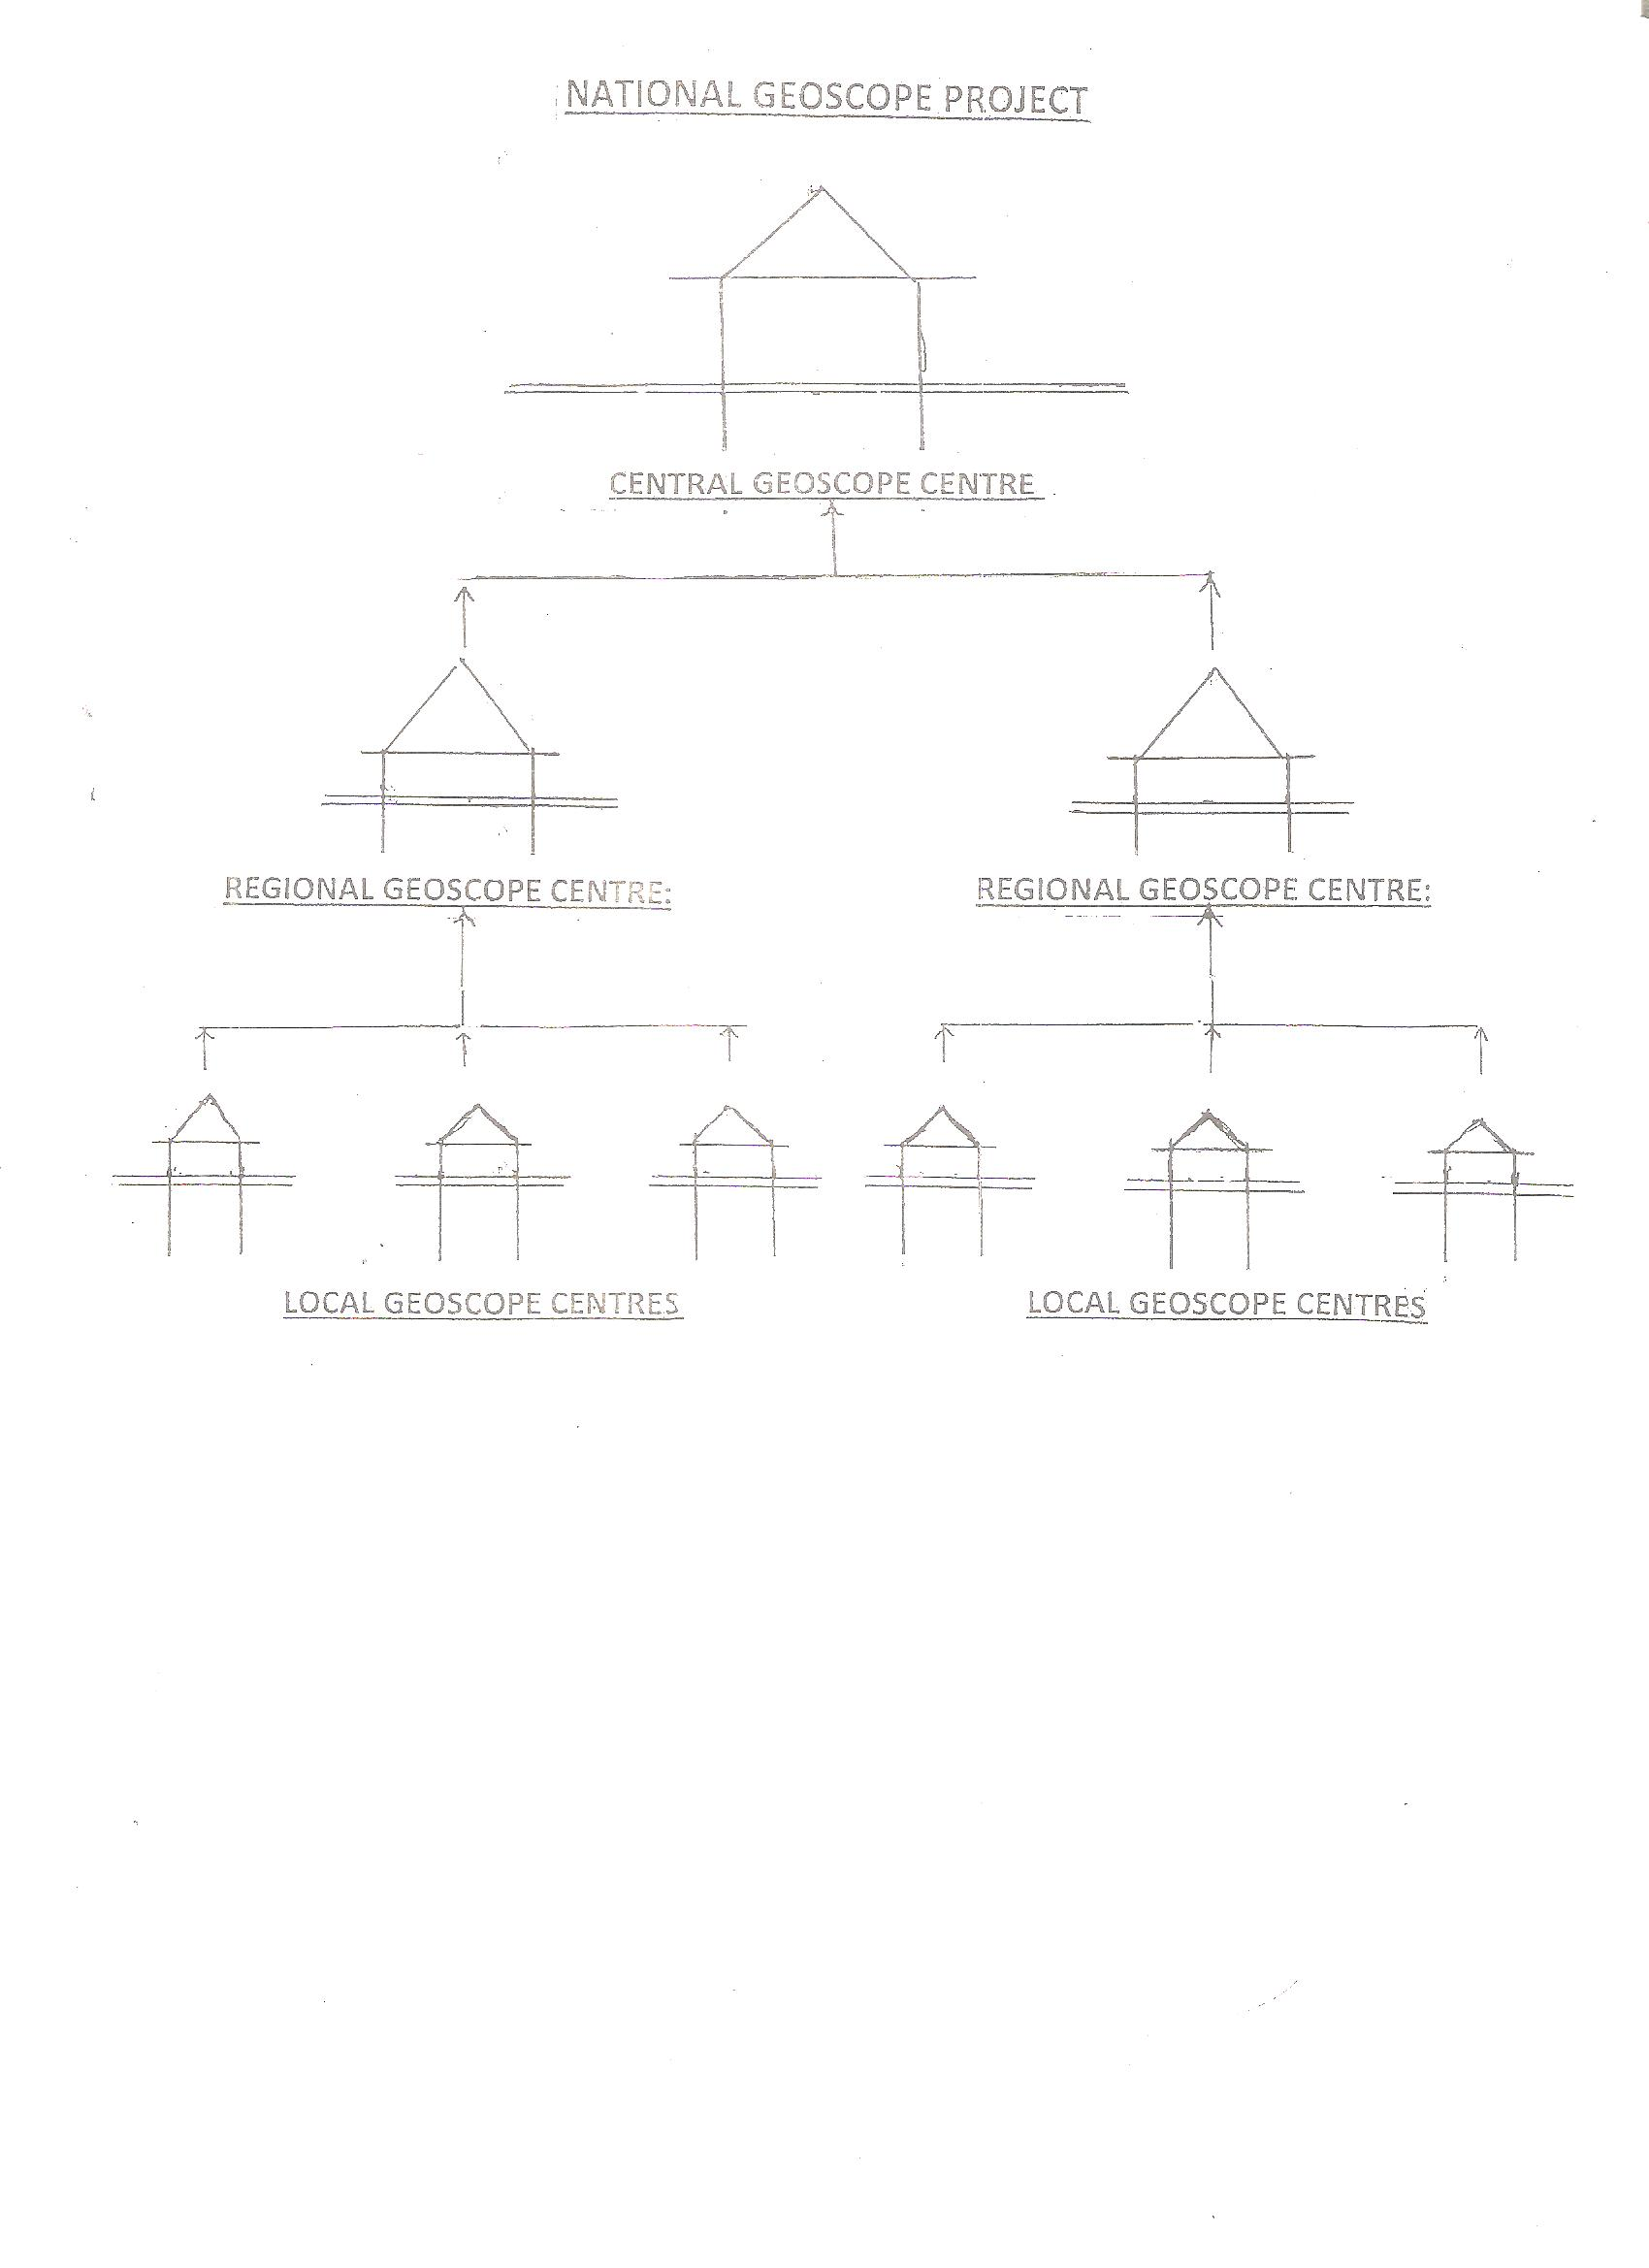 NATIONAL GEOSCOPE PROJECT
CENTRAL GEOSCOPE CENTRE
REGIONAL GEOSCOPE CENTRE:
REGIONAL GEOSCOPE CENTRE:
LOCAL GEOSCOPE CENTRES
LOCAL GEOSCOPE CENTRES